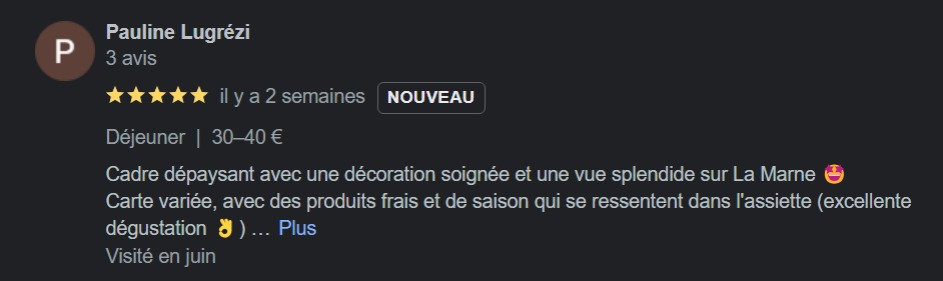 P
Pauline Lugrézi
3 avis
★★★★★ il y a 2 semaines NOUVEAU
Déjeuner | 30–40 €
Cadre dépaysant avec une décoration soignée et une vue splendide sur La Marne 🤩
Carte variée, avec des produits frais et de saison qui se ressentent dans l'assiette (excellente
dégustation 👌 ) … Plus
Visité en juin